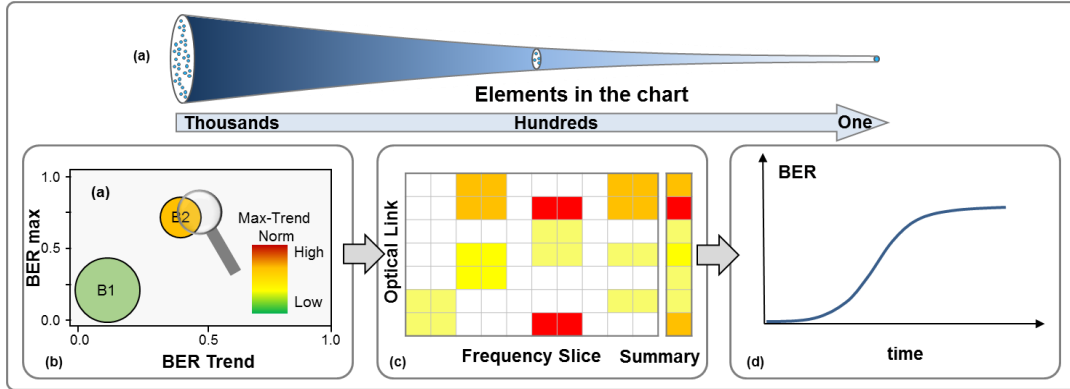 (a)
Elements in the chart
Thousands
Hundreds
One
(a)
1.0
0.5
0.0
BER max
B2
B1
Max-Trend
Norm
High
Low
0.0
0.5
1.0
BER Trend
(b)
Optical Link
Frequency Slice
Summary
(c)
BER
time
(d)